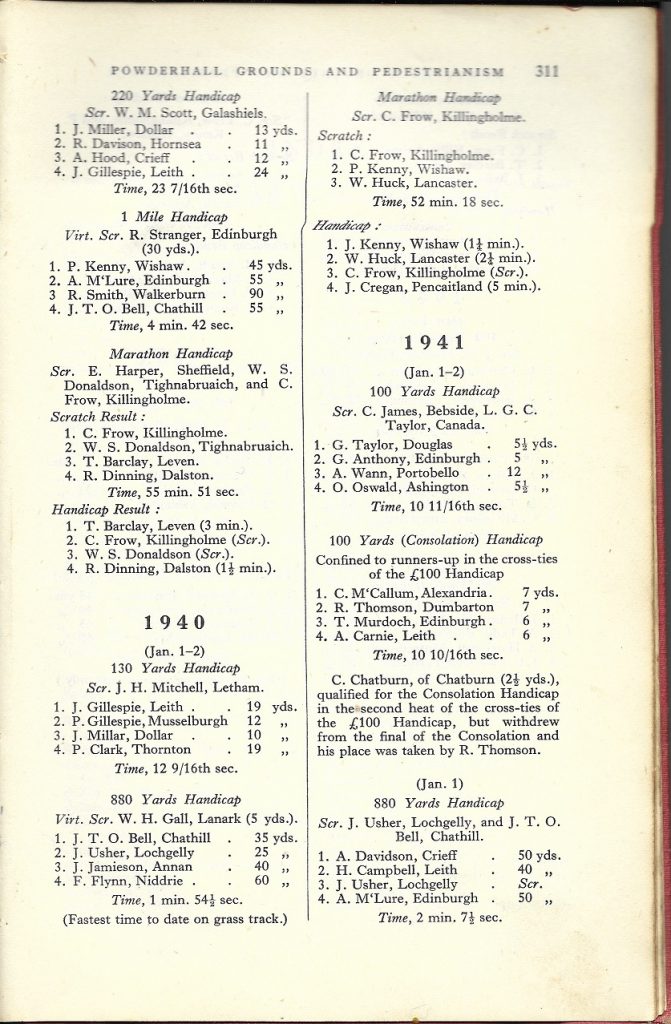 POWDERHALL GROUNDS AND PEDESTRIANISM 311
220 Yards Handicap
Scr. W. M. Scott, Galashiels.
1. J. Miller, Dollar . . 13 yds.
2. R. Davison, Hornsea . 11 ,,
3. A. Hood, Crieff . . 12 ,,
4. J. Gillespie, Leith . . 24 ,,
Time, 23 7/16th sec.
1 Mile Handicap
Virt. Scr. R. Stranger, Edinburgh
(30 yds.).
1. P. Kenny, Wishaw . . 45 yds.
2. A. M‘Lure, Edinburgh . 55 ,,
3 R. Smith, Walkerburn . 90 ,,
4. J. T. O. Bell, Chathill . 55 ,,
Time, 4 min. 42 sec.
Marathon Handicap
Scr. E. Harper, Sheffield, W. S.
Donaldson, Tighnabruaich, and C.
Frow, Killingholme.
Scratch Result :
1. C. Frow, Killingholme.
2. W. S. Donaldson, Tighnabruaich.
3. T. Barclay, Leven.
4. R. Dinning, Dalston.
Time, 55 min. 51 sec.
Handicap Result :
1. T. Barclay, Leven (3 min.).
2. C. Frow, Killingholme (Scr.).
3. W. S. Donaldson (Scr.).
4. R. Dinning, Dalston (1½ min.).
1940
(Jan. 1–2)
130 Yards Handicap
Scr. J. H. Mitchell, Letham.
1. J. Gillespie, Leith . . 19 yds.
2. P. Gillespie, Musselburgh 12 ,,
3. J. Millar, Dollar . . 10 ,,
4. P. Clark, Thornton . 19 ,,
Time, 12 9/16th sec.
880 Yards Handicap
Virt. Scr. W. H. Gall, Lanark (5 yds.).
1. J. T. O. Bell, Chathill . 35 yds.
2. J. Usher, Lochgelly . 25 ,,
3. J. Jamieson, Annan . 40 ,,
4. F. Flynn, Niddrie . . 60 ,,
Time, 1 min. 54½ sec.
(Fastest time to date on grass track.)
Marathon Handicap
Scr. C. Frow, Killingholme.
Scratch :
1. C. Frow, Killingholme.
2. P. Kenny, Wishaw.
3. W. Huck, Lancaster.
Time, 52 min. 18 sec.
Handicap :
1. J. Kenny, Wishaw (1½ min.).
2. W. Huck, Lancaster (2½ min.).
3. C. Frow, Killingholme (Scr.).
4. J. Cregan, Pencaitland (5 min.).
1941
(Jan. 1–2)
100 Yards Handicap
Scr. C. James, Bebside, L. G. C.
Taylor, Canada.
1. G. Taylor, Douglas . 5½ yds.
2. G. Anthony, Edinburgh . 5 ,,
3. A. Wann, Portobello . 12 ,,
4. O. Oswald, Ashington . 5½ ,,
Time, 10 11/16th sec.
100 Yards (Consolation) Handicap
Confined to runners-up in the cross-ties
of the £100 Handicap
1. C. M‘Callum, Alexandria. 7 yds.
2. R. Thomson, Dumbarton 7 ,,
3. T. Murdoch, Edinburgh . 6 ,,
4. A. Carnie, Leith . . 6 ,,
Time, 10 10/16th sec.
C. Chatburn, of Chatburn (2½ yds.),
qualified for the Consolation Handicap
in the second heat of the cross-ties of
the £100 Handicap, but withdrew
from the final of the Consolation and
his place was taken by R. Thomson.
(Jan. 1)
880 Yards Handicap
Scr. J. Usher, Lochgelly, and J. T. O.
Bell, Chathill.
1. A. Davidson, Crieff . 50 yds.
2. H. Campbell, Leith . 40 ,,
3. J. Usher, Lochgelly . Scr.
4. A. M‘Lure, Edinburgh . 50 ,,
Time, 2 min. 7½ sec.